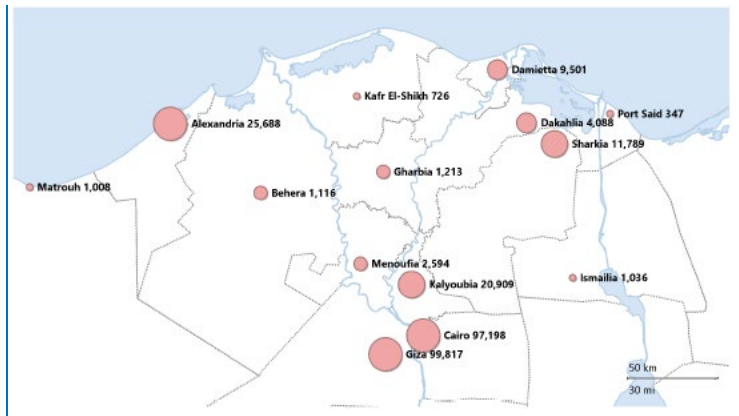 Damietta 9,501
Kafr El-Shikh 726
Port Said 347
Alexandria 25,688
Dakahlia 4,088
Sharkia 11,789
Gharbia 1,213
Matrouh 1,008
Behera 1,116
Menoufia 2,594
Ismailia 1,036
Kalyoubia 20,909
Cairo 97,198
Giza 99,817
50 km
30 mi